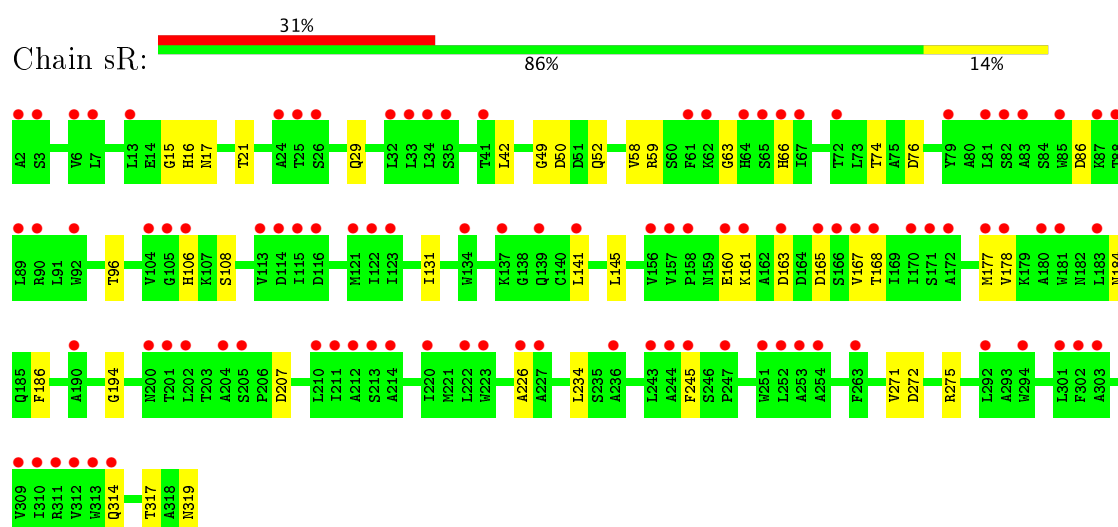 31%
Chain sR:
86% 14%
A2 S3 V6 L7 L13 E14 G15 H16 N17 T21 A24 T25 S26 Q29 L32 L33 L34 S35 T41 L42 G49 D50 D51 Q52 V58 R59 S60 F61 K62 G63 H64 S65 H66 I67 T72 L73 T74 A75 D76 Y79 A80 L81 S82 A83 S84 W85 D86 K87 T88
L89 R90 L91 W92 T96 V104 G105 H106 K107 S108 V113 D114 I115 D116 M121 I122 I123 I131 W134 K137 G138 Q139 C140 L141 L145 V156 V157 P158 N159 E160 K161 A162 D163 D164 D165 S166 V167 T168 I169 I170 S171 A172 M177 V178 K179 A180 W181 N182 L183 N184
Q185 F186 A190 G194 N200 T201 L202 T203 A204 S205 P206 D207 L210 I211 A212 S213 A214 I220 M221 L222 W223 A226 A227 L234 S235 A236 L243 A244 F245 S246 P247 W251 L252 A253 A254 F263 V271 D272 R275 L292 A293 W294 L301 F302 A303
V309 I310 R311 V312 W313 Q314 T317 A318 N319